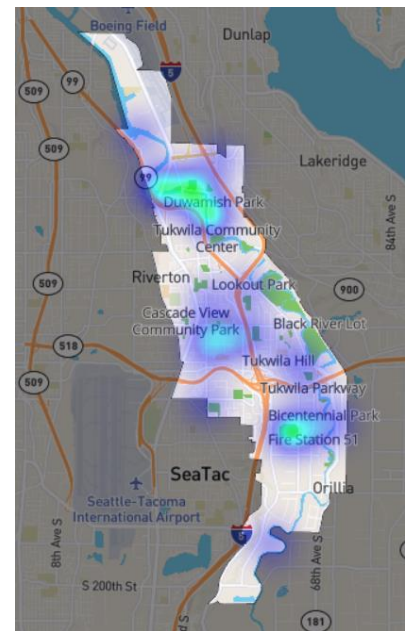 Boeing Field
Dunlap
5
99
509
509
Lakeridge
99
Duwamish Park
Tukwila Community
Center
84th Ave S
Riverton
Lookout Park
900
509
Cascade View
Community Park
Black River Lot
518
Tukwila Hill
509
Tukwila Parkway
Bicentennial Park
Fire Station 51
SeaTac
Orillia
Seattle-Tacoma
International Airport
5
8th Ave S
68th Ave S
S 200th St
d S
181